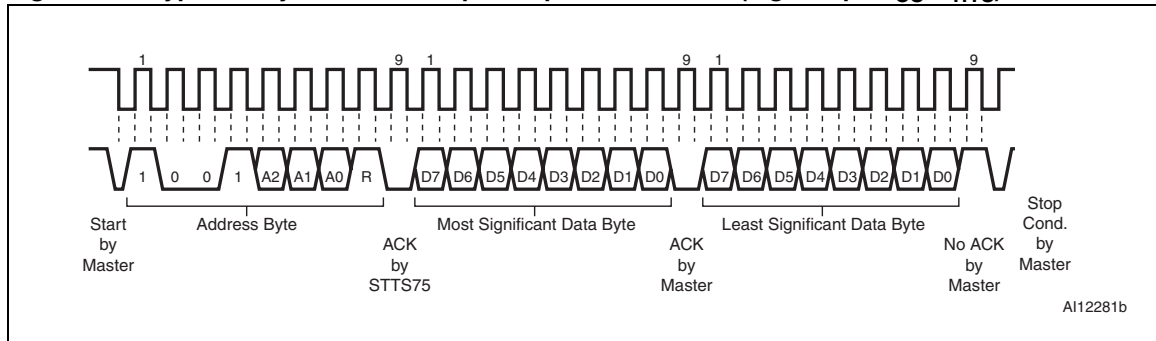 1 9 1 9 1 9
1 0 0 1 A2 A1 A0 R D7 D6 D5 D4 D3 D2 D1 D0 D7 D6 D5 D4 D3 D2 D1 D0
Start
by
Master
Address Byte
ACK
by
STTS75
Most Significant Data Byte
ACK
by
Master
Least Significant Data Byte
No ACK
by
Master
Stop
Cond.
by
Master
AI12281b